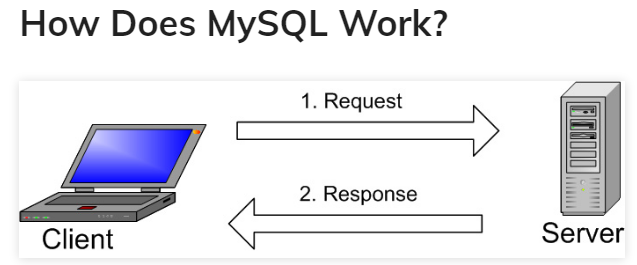 How Does MySQL Work?
1. Request
2. Response
Client
Server